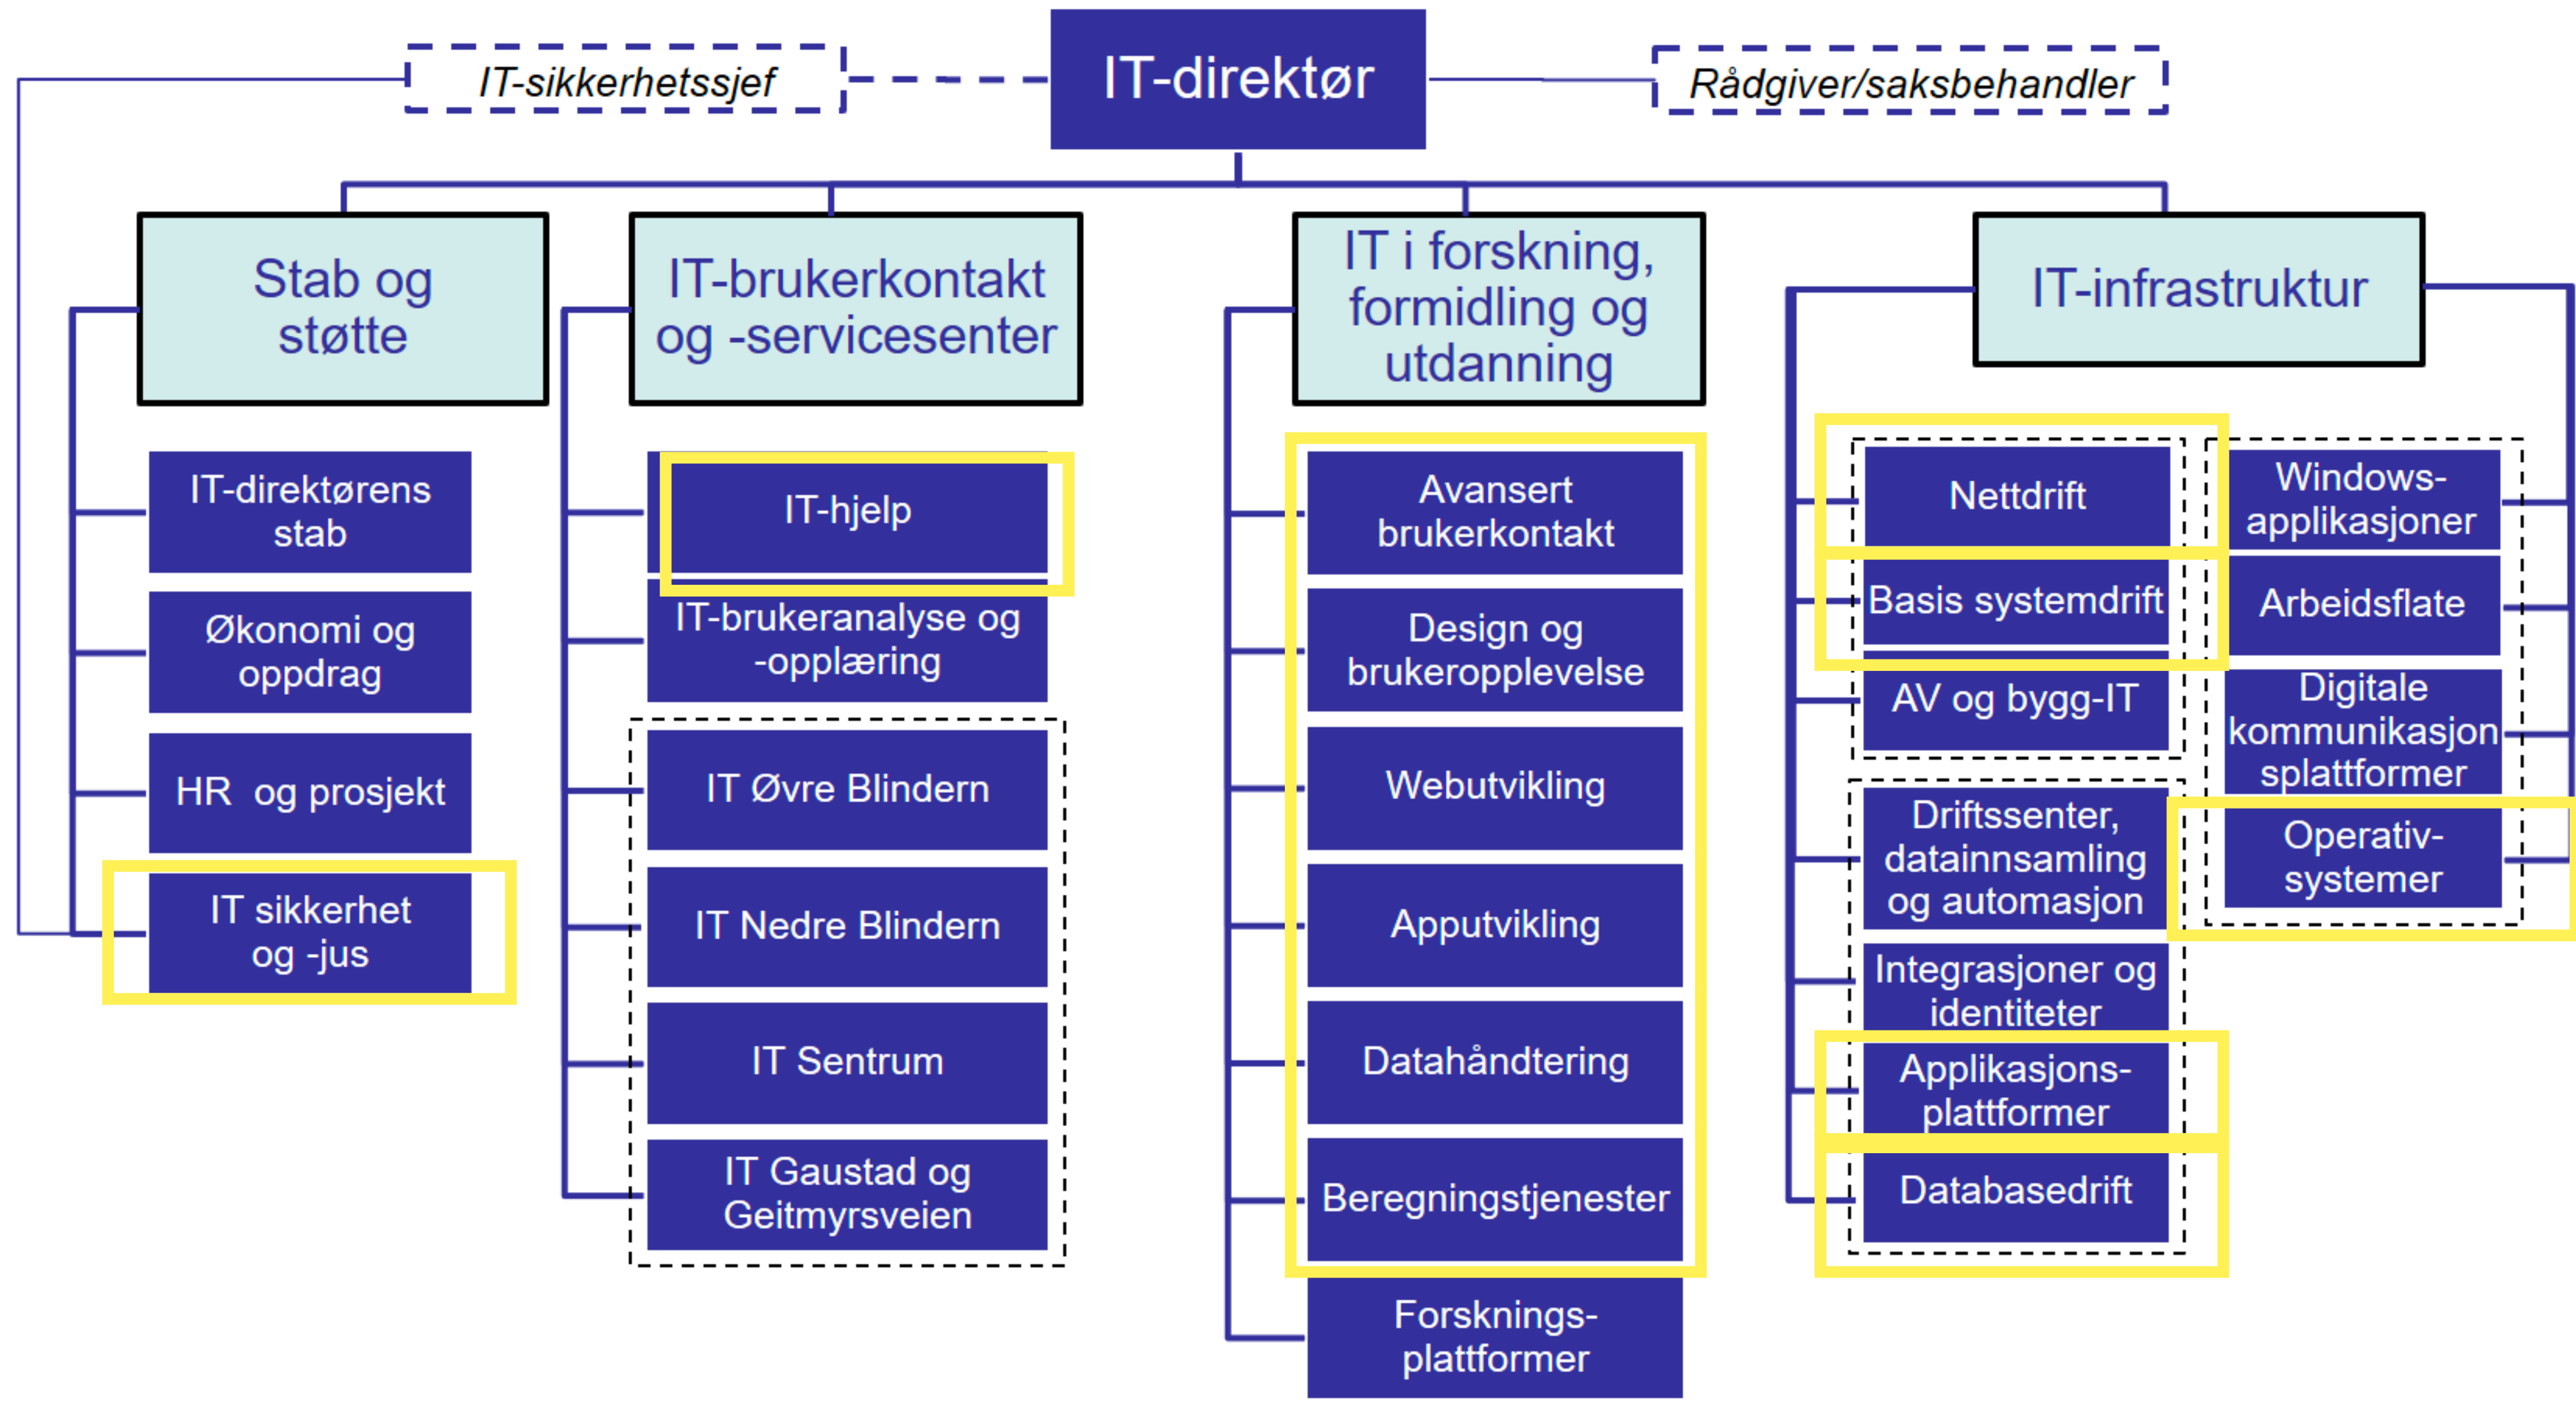 IT-direktør
IT-sikkerhetssjef
Rådgiver/saksbehandler
Stab og
støtte
IT-direktørens
stab
Økonomi og
oppdrag
HR og prosjekt
IT sikkerhet
og -jus
IT-brukerkontakt
og -servicesenter
IT-hjelp
IT-brukeranalyse og
-opplæring
IT Øvre Blindern
IT Nedre Blindern
IT Sentrum
IT Gaustad og
Geitmyrsveien
IT i forskning,
formidling og
utdanning
Avansert
brukerkontakt
Design og
brukeropplevelse
Webutvikling
Apputvikling
Datahåndtering
Beregningstjenester
Forsknings-
plattformer
IT-infrastruktur
Nettdrift
Basis systemdrift
AV og bygg-IT
Driftssenter,
datainnsamling
og automasjon
Integrasjoner og
identiteter
Applikasjons-
plattformer
Databasedrift
Windows-
applikasjoner
Arbeidsflate
Digitale
kommunikasjon
splattformer
Operativ-
systemer